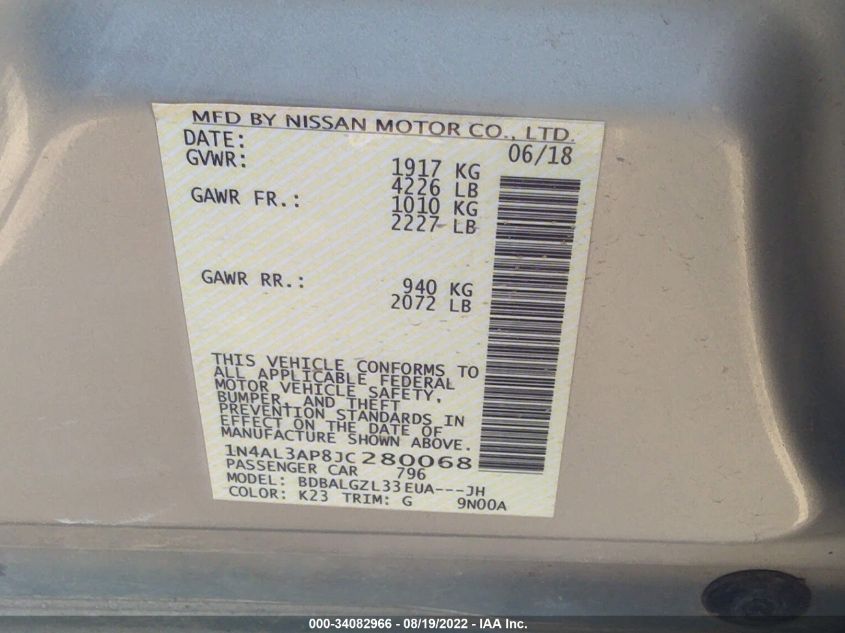 MFD BY NISSAN MOTOR CO., LTD.
DATE: 06/18
GVWR: 1917 KG
4226 LB
GAWR FR.: 1010 KG
2227 LB
GAWR RR.: 940 KG
2072 LB
THIS VEHICLE CONFORMS TO
ALL APPLICABLE FEDERAL
MOTOR VEHICLE SAFETY,
BUMPER, AND THEFT
PREVENTION STANDARDS IN
EFFECT ON THE DATE OF
MANUFACTURE SHOWN ABOVE.
1N4AL3AP8JC280068
PASSENGER CAR 796
MODEL: BDBALGZL33EUA---JH
COLOR: K23 TRIM: G 9N00A
000-34082966 - 08/19/2022 - IAA Inc.